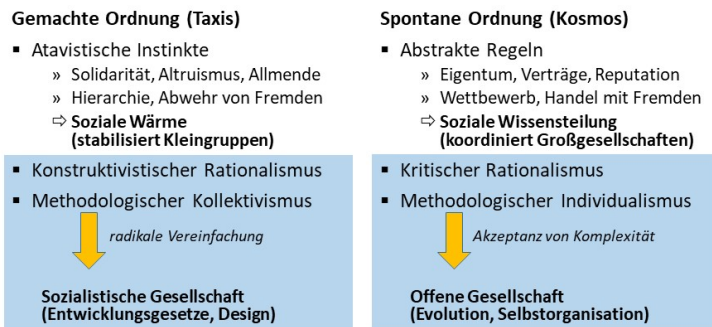 Gemachte Ordnung (Taxis)
▪ Atavistische Instinkte
» Solidarität, Altruismus, Allmende
» Hierarchie, Abwehr von Fremden
⇨ Soziale Wärme
(stabilisiert Kleingruppen)
▪ Konstruktivistischer Rationalismus
▪ Methodologischer Kollektivismus
radikale Vereinfachung
Sozialistische Gesellschaft
(Entwicklungsgesetze, Design)
Spontane Ordnung (Kosmos)
▪ Abstrakte Regeln
» Eigentum, Verträge, Reputation
» Wettbewerb, Handel mit Fremden
⇨ Soziale Wissensteilung
(koordiniert Großgesellschaften)
▪ Kritischer Rationalismus
▪ Methodologischer Individualismus
Akzeptanz von Komplexität
Offene Gesellschaft
(Evolution, Selbstorganisation)